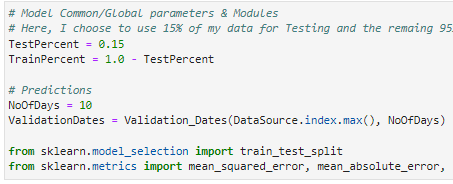 # Model Common/Global parameters & Modules
# Here, I choose to use 15% of my data for Testing and the remaing 95
TestPercent = 0.15
TrainPercent = 1.0 - TestPercent
# Predictions
NoOfDays = 10
ValidationDates = Validation_Dates(DataSource.index.max(), NoOfDays)
from sklearn.model_selection import train_test_split
from sklearn.metrics import mean_squared_error, mean_absolute_error,